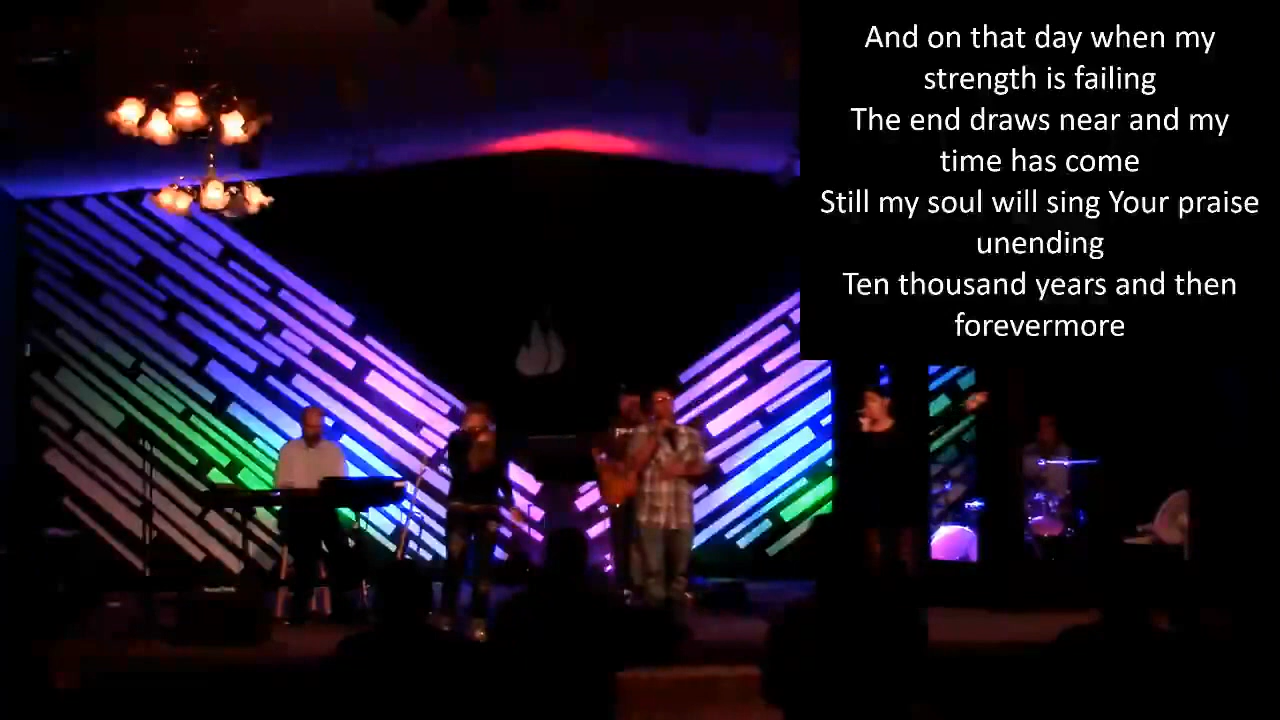 And on that day when my
strength is failing
The end draws near and my
time has come
Still my soul will sing Your praise
unending
Ten thousand years and then
forevermore